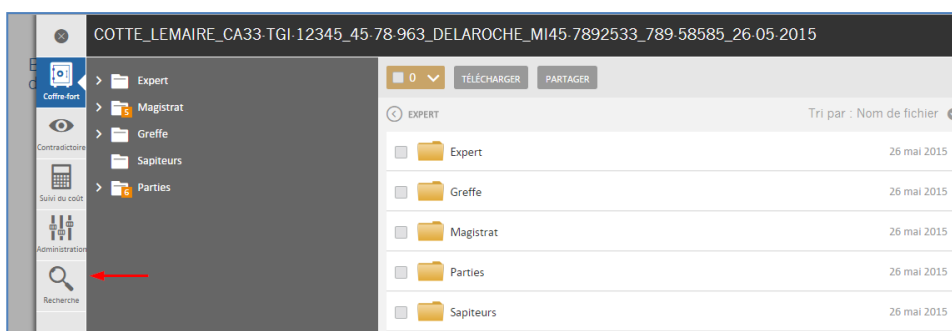 COTTE_LEMAIRE_CA33-TGI-12345_45-78-963_DELAROCHE_MI45-7892533_789-58585_26-05-2015
E
d
Coffre-fort
Contradictoire
Suivi du coût
Administration
Recherche
Expert
Magistrat
5
Greffe
Sapiteurs
Parties
6
0
TÉLÉCHARGER
PARTAGER
EXPERT
Tri par : Nom de fichier
Expert 26 mai 2015
Greffe 26 mai 2015
Magistrat 26 mai 2015
Parties 26 mai 2015
Sapiteurs 26 mai 2015